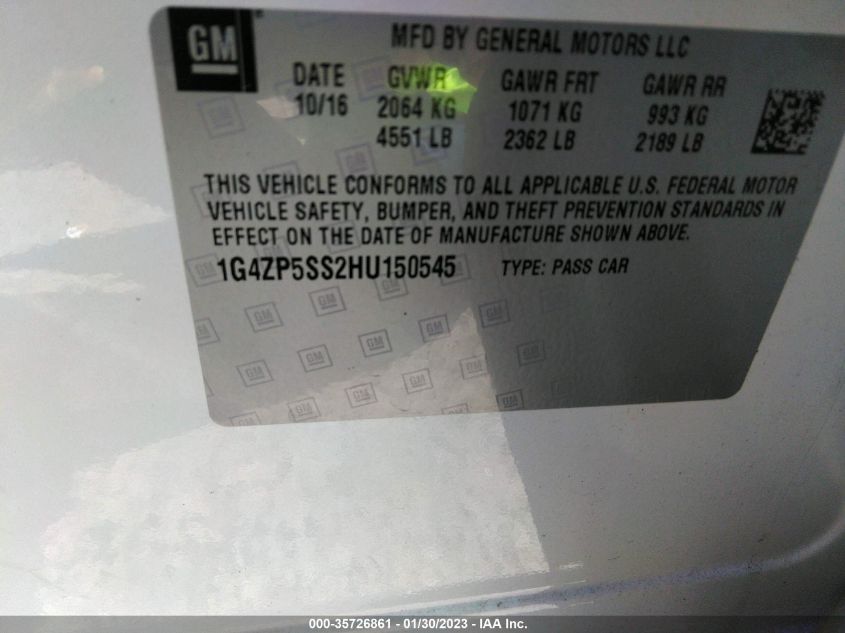 GM
MFD BY GENERAL MOTORS LLC
DATE GVWR GAWR FRT GAWR RR
10/16 2064 KG 1071 KG 993 KG
4551 LB 2362 LB 2189 LB
THIS VEHICLE CONFORMS TO ALL APPLICABLE U.S. FEDERAL MOTOR
VEHICLE SAFETY, BUMPER, AND THEFT PREVENTION STANDARDS IN
EFFECT ON THE DATE OF MANUFACTURE SHOWN ABOVE.
1G4ZP5SS2HU150545 TYPE: PASS CAR
000-35726861 - 01/30/2023 - IAA Inc.